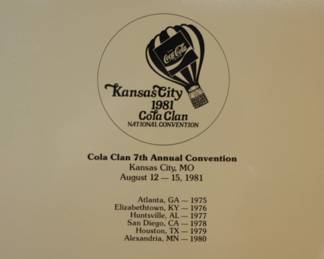 Coca-Cola
Kansas City
1981
Cola Clan
NATIONAL CONVENTION
Cola Clan 7th Annual Convention
Kansas City, MO
August 12 — 15, 1981
Atlanta, GA — 1975
Elizabethtown, KY — 1976
Huntsville, AL — 1977
San Diego, CA — 1978
Houston, TX — 1979
Alexandria, MN — 1980